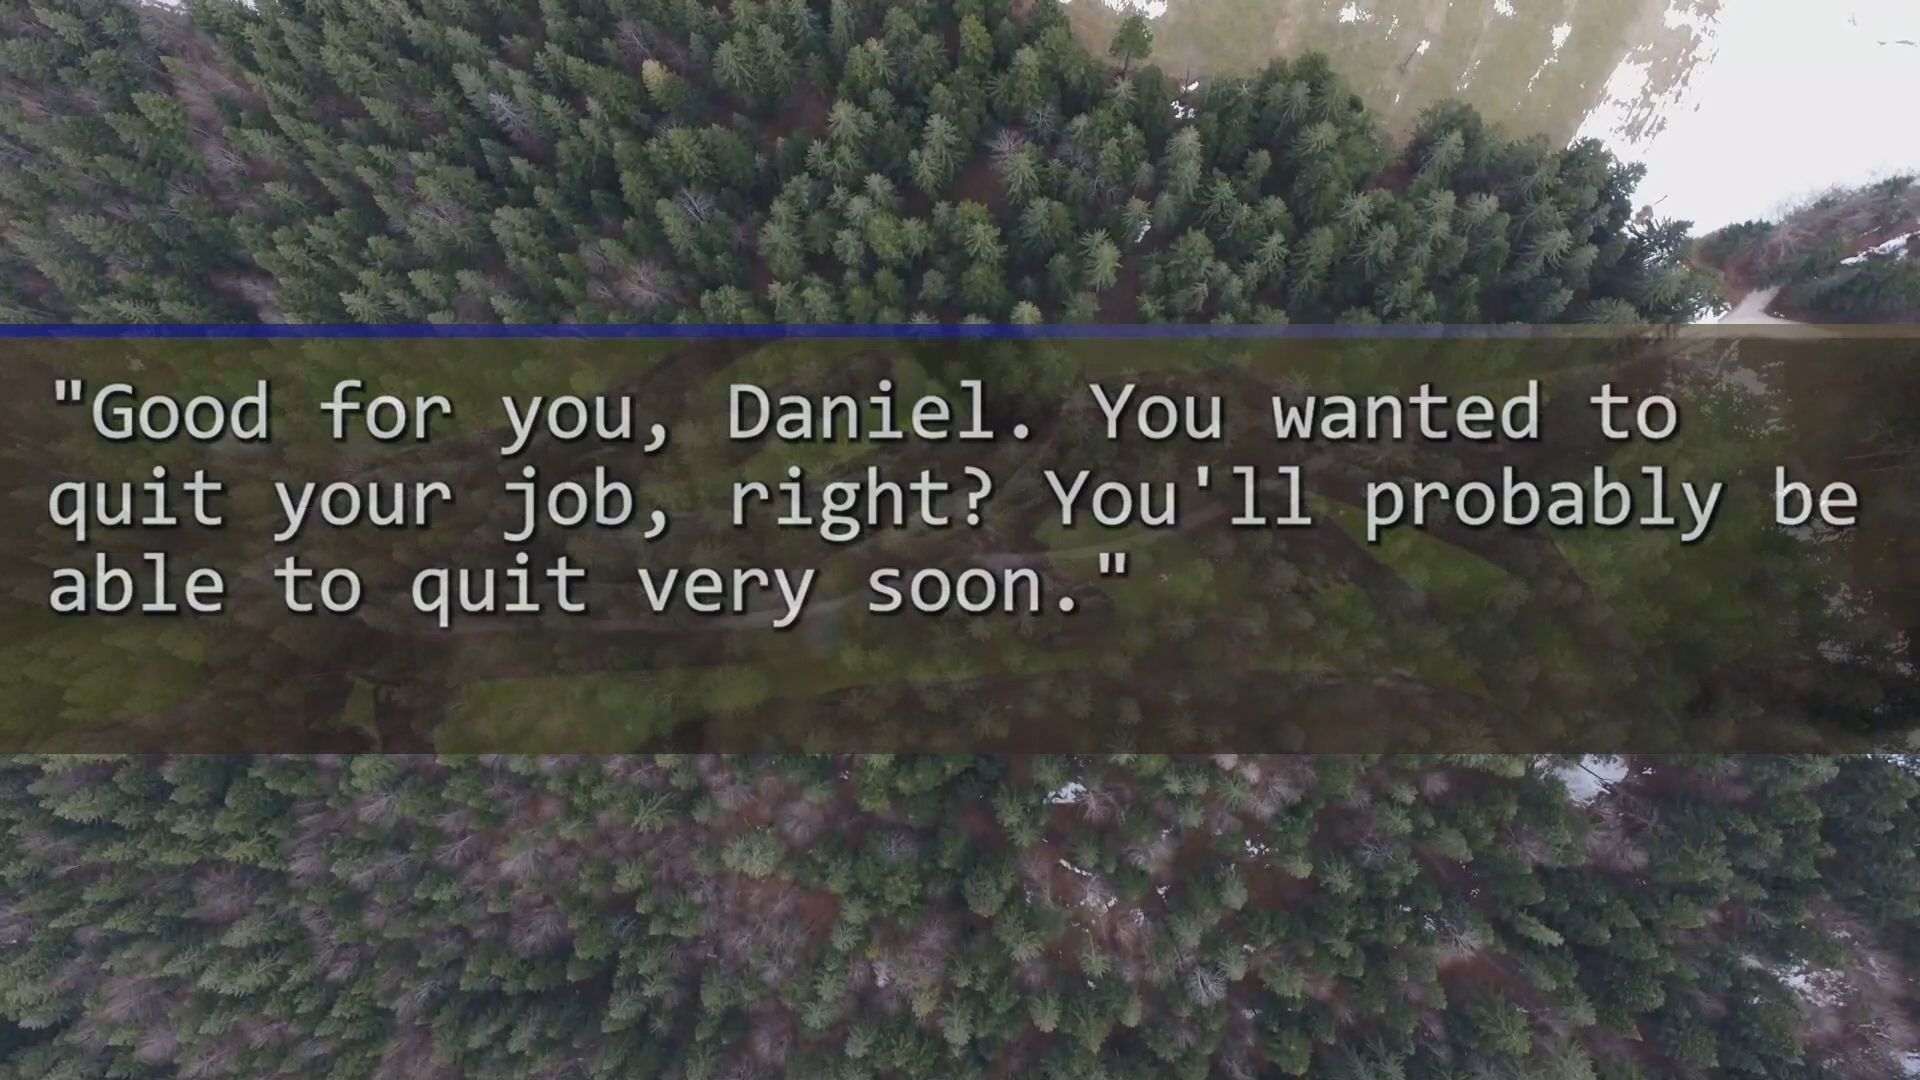 "Good for you, Daniel. You wanted to
quit your job, right? You'll probably be
able to quit very soon."